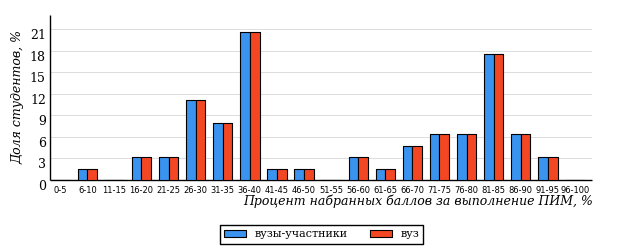 Доля студентов, %
21
18
15
12
9
6
3
0
0-5 6-10 11-15 16-20 21-25 26-30 31-35 36-40 41-45 46-50 51-55 56-60 61-65 66-70 71-75 76-80 81-85 86-90 91-95 96-100
Процент набранных баллов за выполнение ПИМ, %
вузы-участники вуз